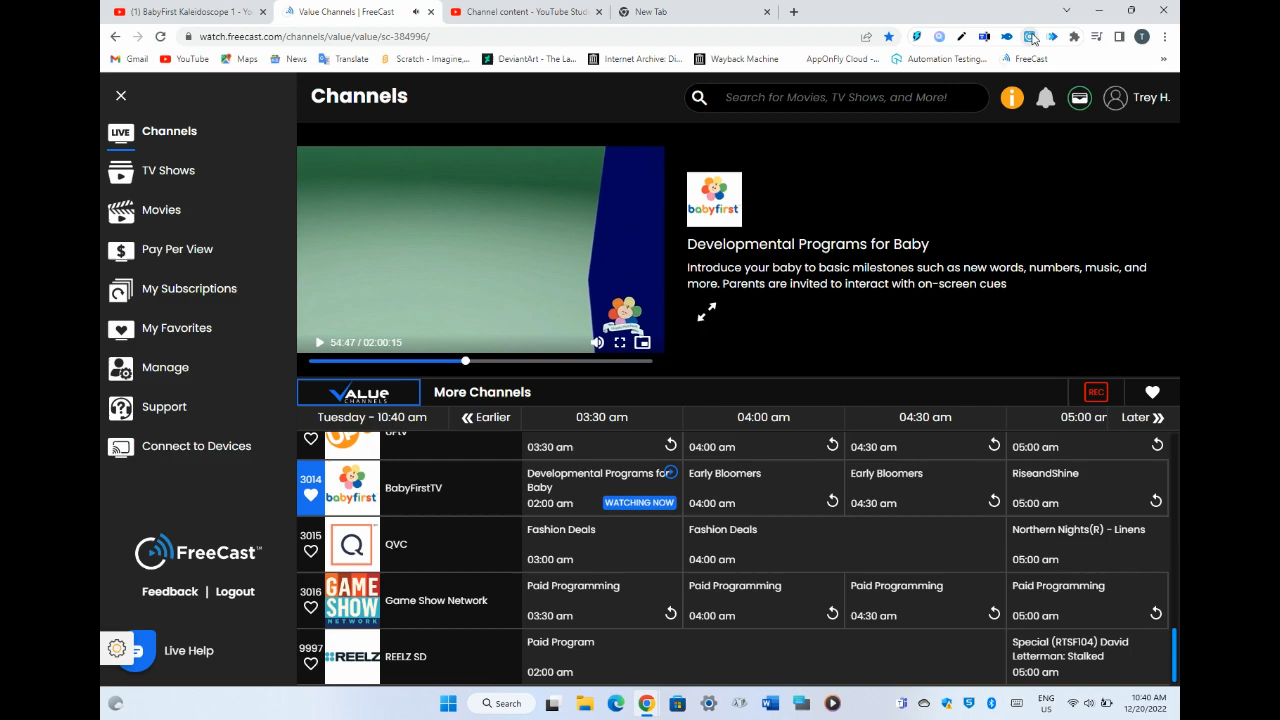 (1) BabyFirst Kaleidoscope 1 - Yo
Value Channels | FreeCast
Channel content - YouTube Studi
New Tab
watch.freecast.com/channels/value/value/sc-384996/
Gmail
YouTube
Maps
News
Translate
Scratch - Imagine,...
DeviantArt - The La...
Internet Archive: Di...
Wayback Machine
AppOnFly Cloud -...
Automation Testing...
FreeCast
»
Channels
Search for Movies, TV Shows, and More!
Trey H.
LIVE
Channels
TV Shows
Movies
Pay Per View
My Subscriptions
My Favorites
Manage
Support
Connect to Devices
FreeCast™
Feedback | Logout
Live Help
54:47 / 02:00:15
babyfirst
Developmental Programs for Baby
Introduce your baby to basic milestones such as new words, numbers, music, and
more. Parents are invited to interact with on-screen cues
VALUE
CHANNELS
More Channels
REC
Tuesday - 10:40 am
Earlier
03:30 am
04:00 am
04:30 am
05:00 ar
Later
UPtv
03:30 am
04:00 am
04:30 am
05:00 am
3014
babyfirst
BabyFirstTV
Developmental Programs for
Baby
02:00 am
WATCHING NOW
Early Bloomers
04:00 am
Early Bloomers
04:30 am
RiseandShine
05:00 am
3015
Q
QVC
Fashion Deals
03:00 am
Fashion Deals
04:00 am
Northern Nights(R) - Linens
05:00 am
3016
GAME
SHOW
NETWORK
Game Show Network
Paid Programming
03:30 am
Paid Programming
04:00 am
Paid Programming
04:30 am
Paid Programming
05:00 am
9997
REELZ
REELZ SD
Paid Program
02:00 am
Special (RTSF104) David
Letterman: Stalked
05:00 am
Search
ENG
US
10:40 AM
12/20/2022